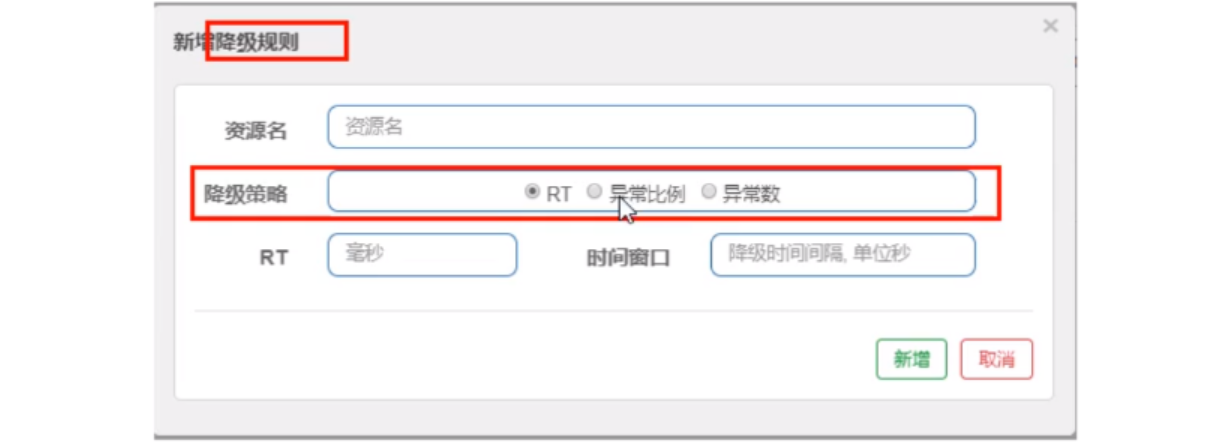 新增降级规则 ×
资源名 资源名
降级策略 RT 异常比例 异常数
RT 毫秒 时间窗口 降级时间间隔, 单位秒
新增 取消